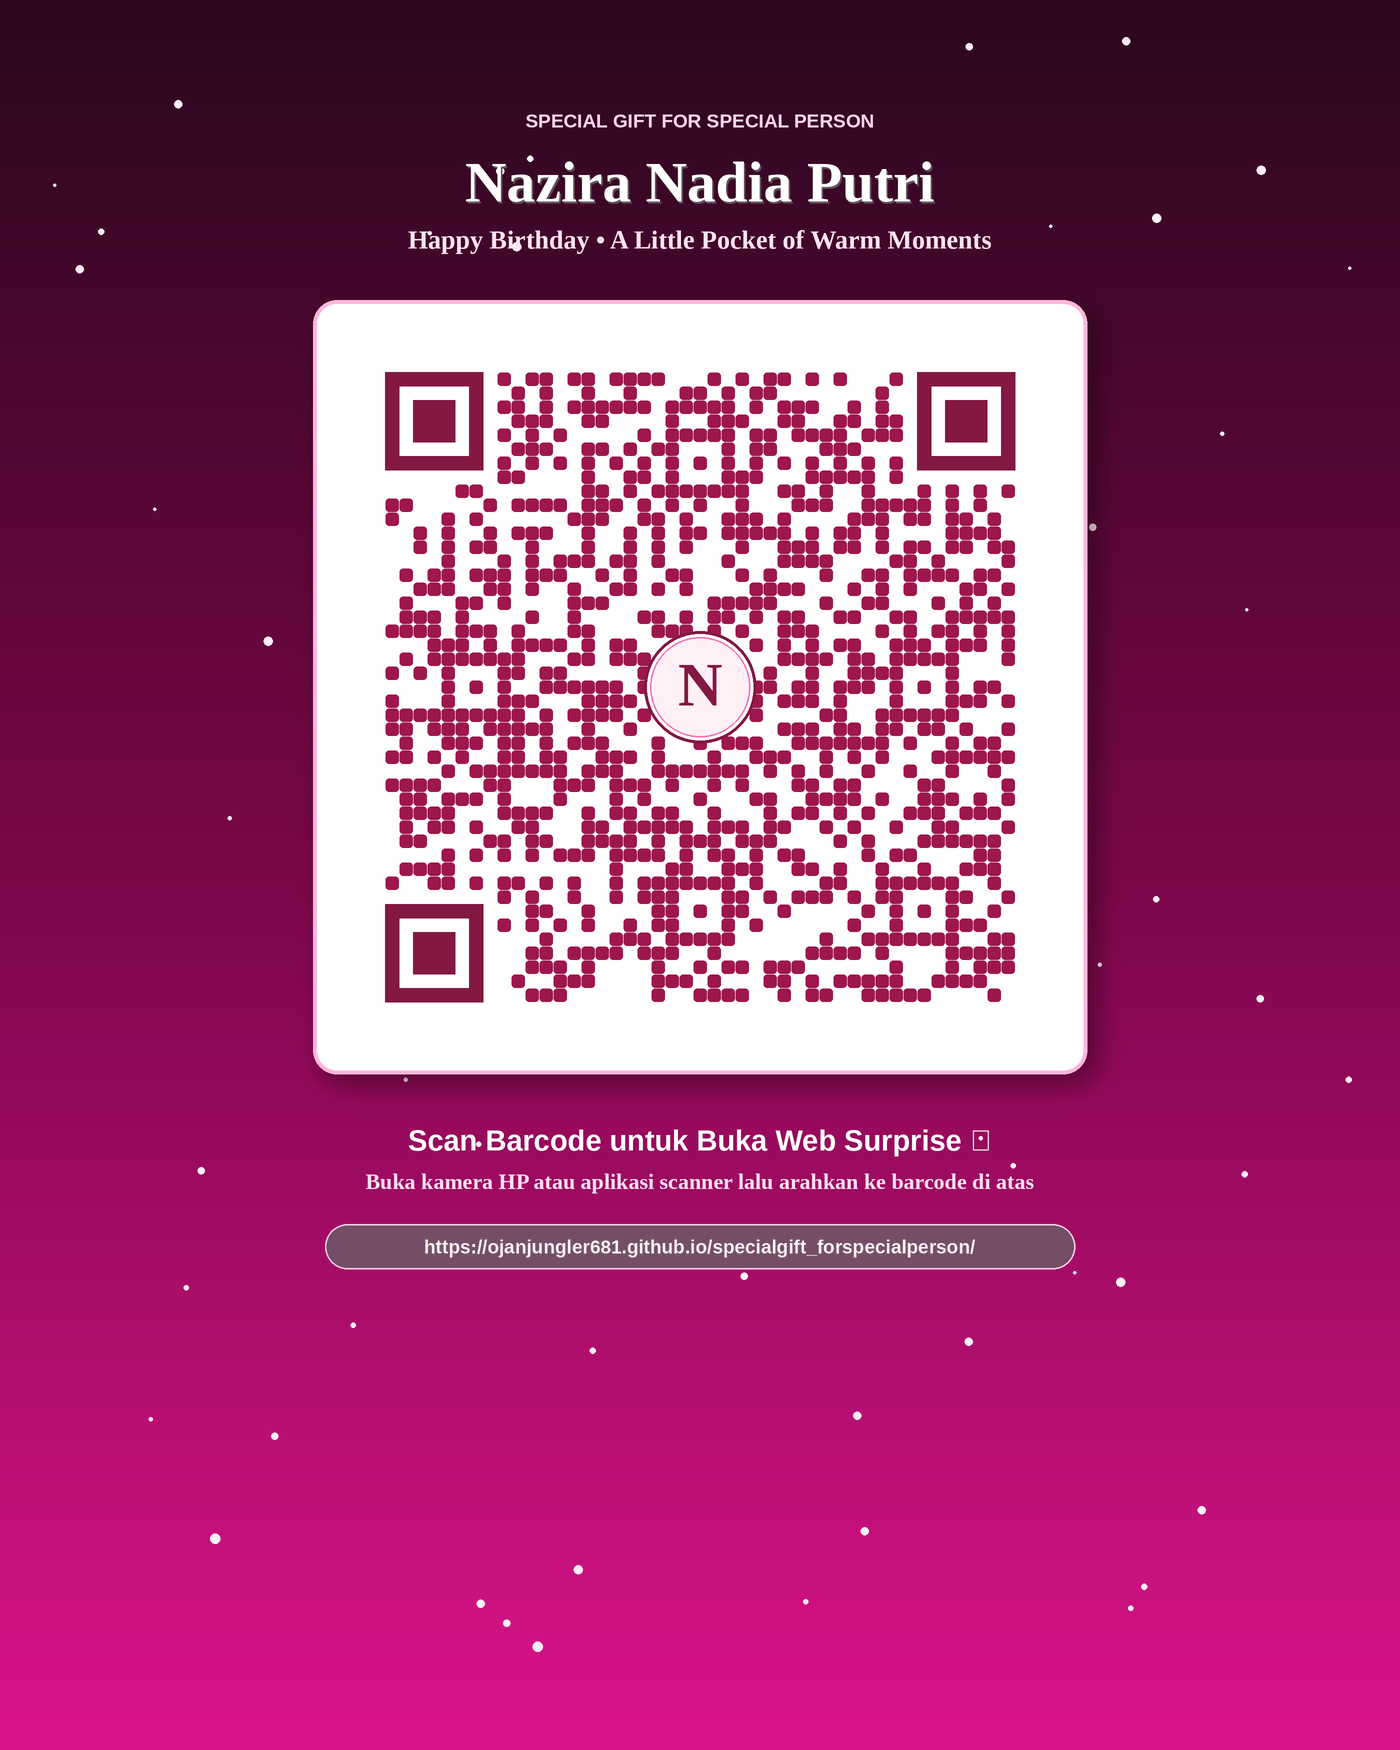 SPECIAL GIFT FOR SPECIAL PERSON
Nazira Nadia Putri
Happy Birthday • A Little Pocket of Warm Moments
N
Scan Barcode untuk Buka Web Surprise
Buka kamera HP atau aplikasi scanner lalu arahkan ke barcode di atas
https://ojanjungler681.github.io/specialgift_forspecialperson/